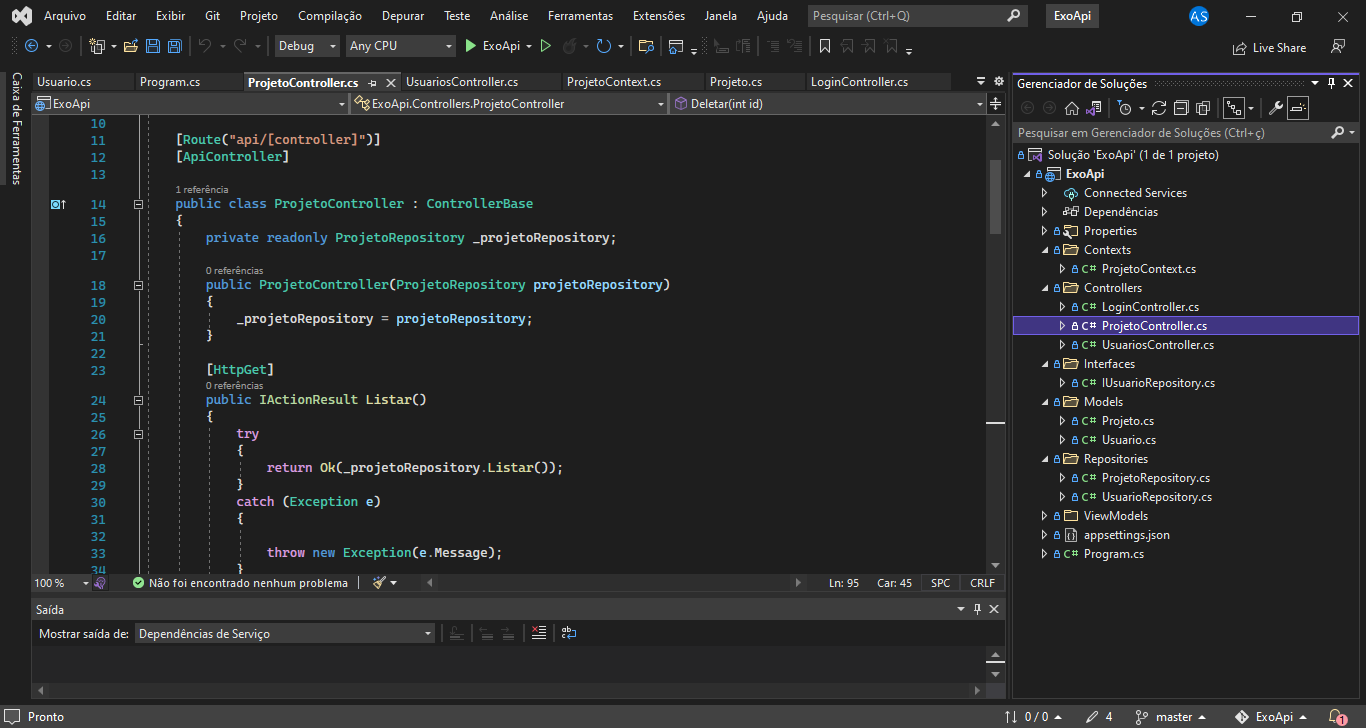 Arquivo Editar Exibir Git Projeto Compilação Depurar Teste Análise Ferramentas Extensões Janela Ajuda Pesquisar (Ctrl+Q) ExoApi AS
Debug Any CPU ExoApi Live Share
Caixa de Ferramentas
Usuario.cs Program.cs ProjetoController.cs UsuariosController.cs ProjetoContext.cs Projeto.cs LoginController.cs
ExoApi ExoApi.Controllers.ProjetoController Deletar(int id)
10
11 [Route("api/[controller]")]
12 [ApiController]
13
1 referência
14 public class ProjetoController : ControllerBase
15 {
16 private readonly ProjetoRepository _projetoRepository;
17
0 referências
18 public ProjetoController(ProjetoRepository projetoRepository)
19 {
20 _projetoRepository = projetoRepository;
21 }
22
23 [HttpGet]
0 referências
24 public IActionResult Listar()
25 {
26 try
27 {
28 return Ok(_projetoRepository.Listar());
29 }
30 catch (Exception e)
31 {
32
33 throw new Exception(e.Message);
34 }
100 % Não foi encontrado nenhum problema Ln: 95 Car: 45 SPC CRLF
Saída
Mostrar saída de: Dependências de Serviço
Gerenciador de Soluções
Pesquisar em Gerenciador de Soluções (Ctrl+ç)
Solução 'ExoApi' (1 de 1 projeto)
ExoApi
Connected Services
Dependências
Properties
Contexts
C# ProjetoContext.cs
Controllers
C# LoginController.cs
C# ProjetoController.cs
C# UsuariosController.cs
Interfaces
C# IUsuarioRepository.cs
Models
C# Projeto.cs
C# Usuario.cs
Repositories
C# ProjetoRepository.cs
C# UsuarioRepository.cs
ViewModels
appsettings.json
C# Program.cs
Pronto 0 / 0 4 master ExoApi 1